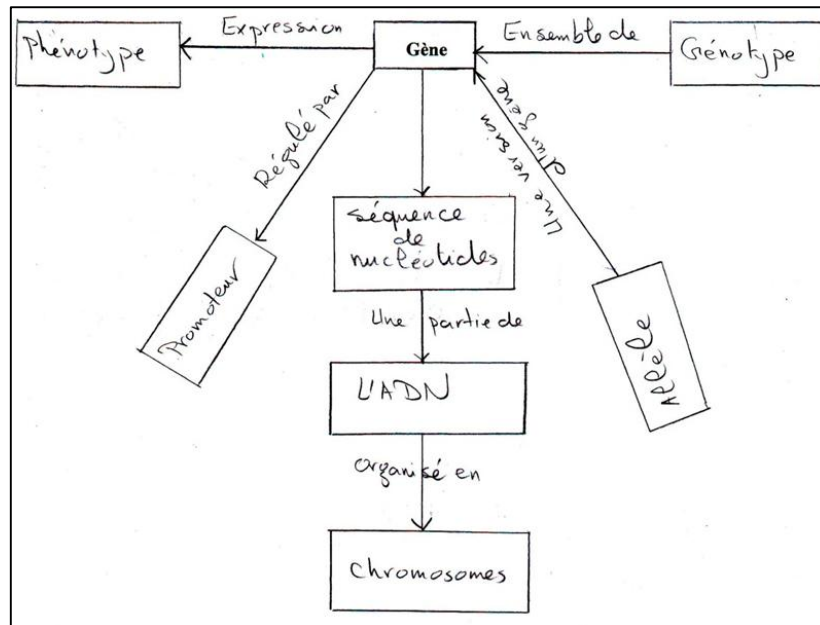 Phénotype
Expression
Gène
Ensemble de
Génotype
Régulé par
Une version
d'un gène
séquence
de
nucléotides
Promoteur
Allèle
Une partie de
L'ADN
organisé en
chromosomes